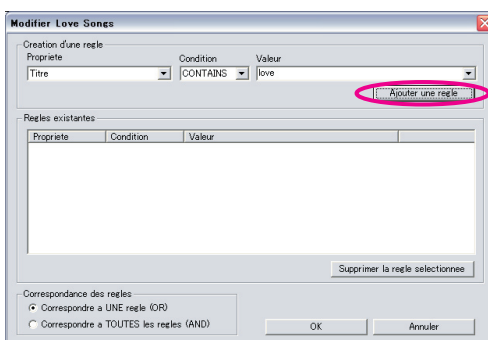 Modifier Love Songs
Creation d'une regle
Propriete Condition Valeur
Titre CONTAINS love
Ajouter une regle
Regles existantes
Propriete Condition Valeur
Supprimer la regle selectionnee
Correspondance des regles
Correspondre a UNE regle (OR)
Correspondre a TOUTES les regles (AND)
OK Annuler